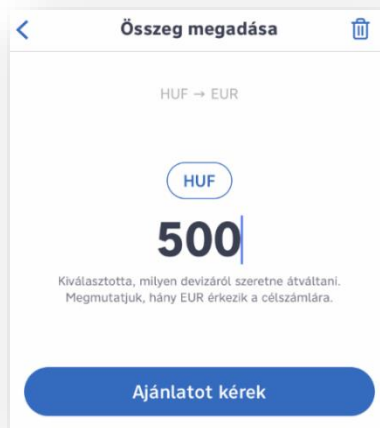 Összeg megadása
HUF → EUR
HUF
500
Kiválasztotta, milyen devizáról szeretne átváltani.
Megmutatjuk, hány EUR érkezik a célszámlára.
Ajánlatot kérek